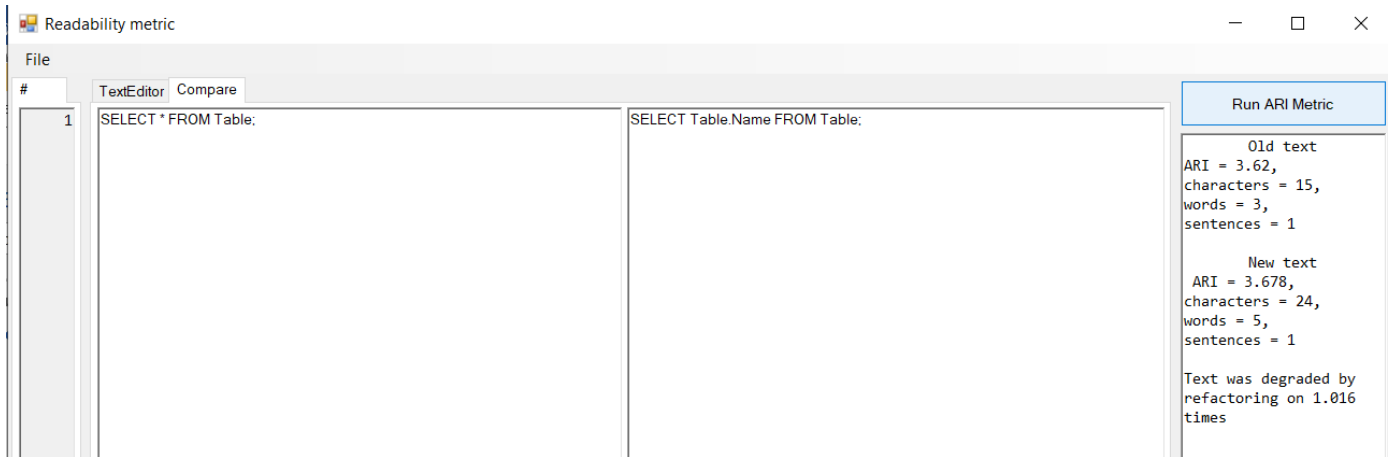 Readability metric
File
#
TextEditor Compare
1
SELECT * FROM Table;
SELECT Table.Name FROM Table;
Run ARI Metric
Old text
ARI = 3.62,
characters = 15,
words = 3,
sentences = 1
New text
ARI = 3.678,
characters = 24,
words = 5,
sentences = 1
Text was degraded by
refactoring on 1.016
times